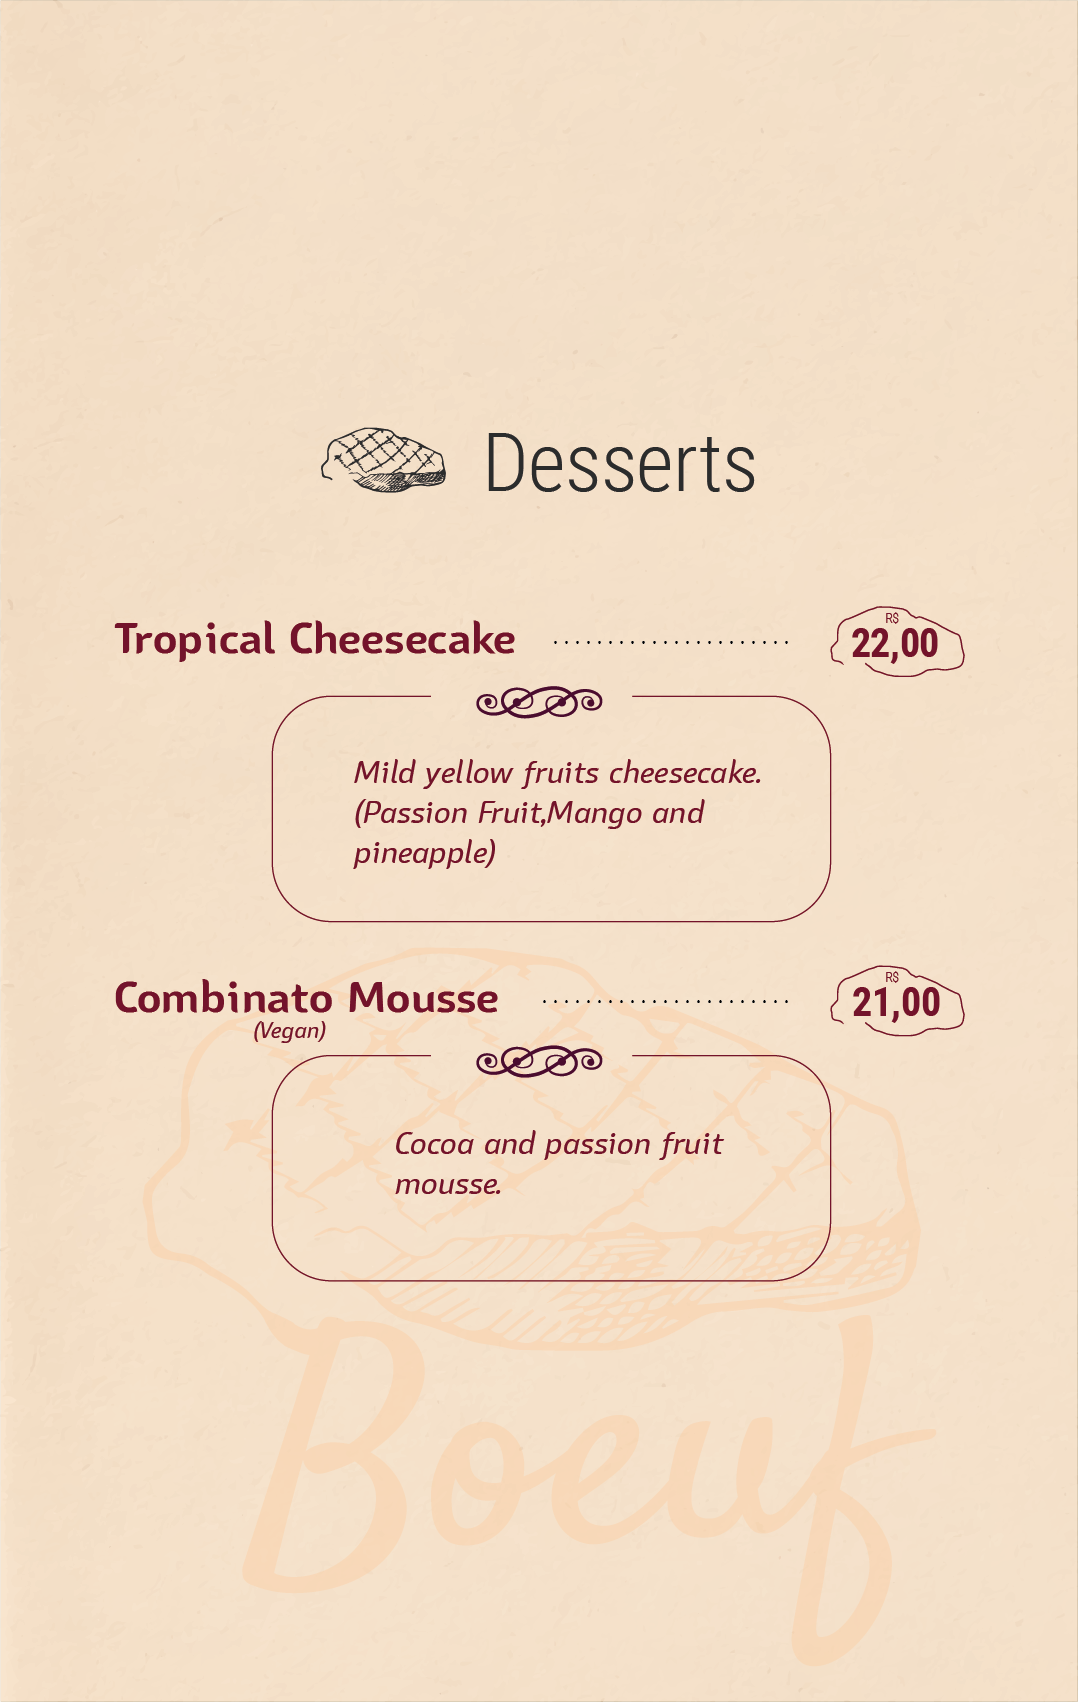 Desserts
Tropical Cheesecake ...................... R$ 22,00
Mild yellow fruits cheesecake.
(Passion Fruit,Mango and
pineapple)
Combinato Mousse ....................... R$ 21,00
(Vegan)
Cocoa and passion fruit
mousse.
Boeuf